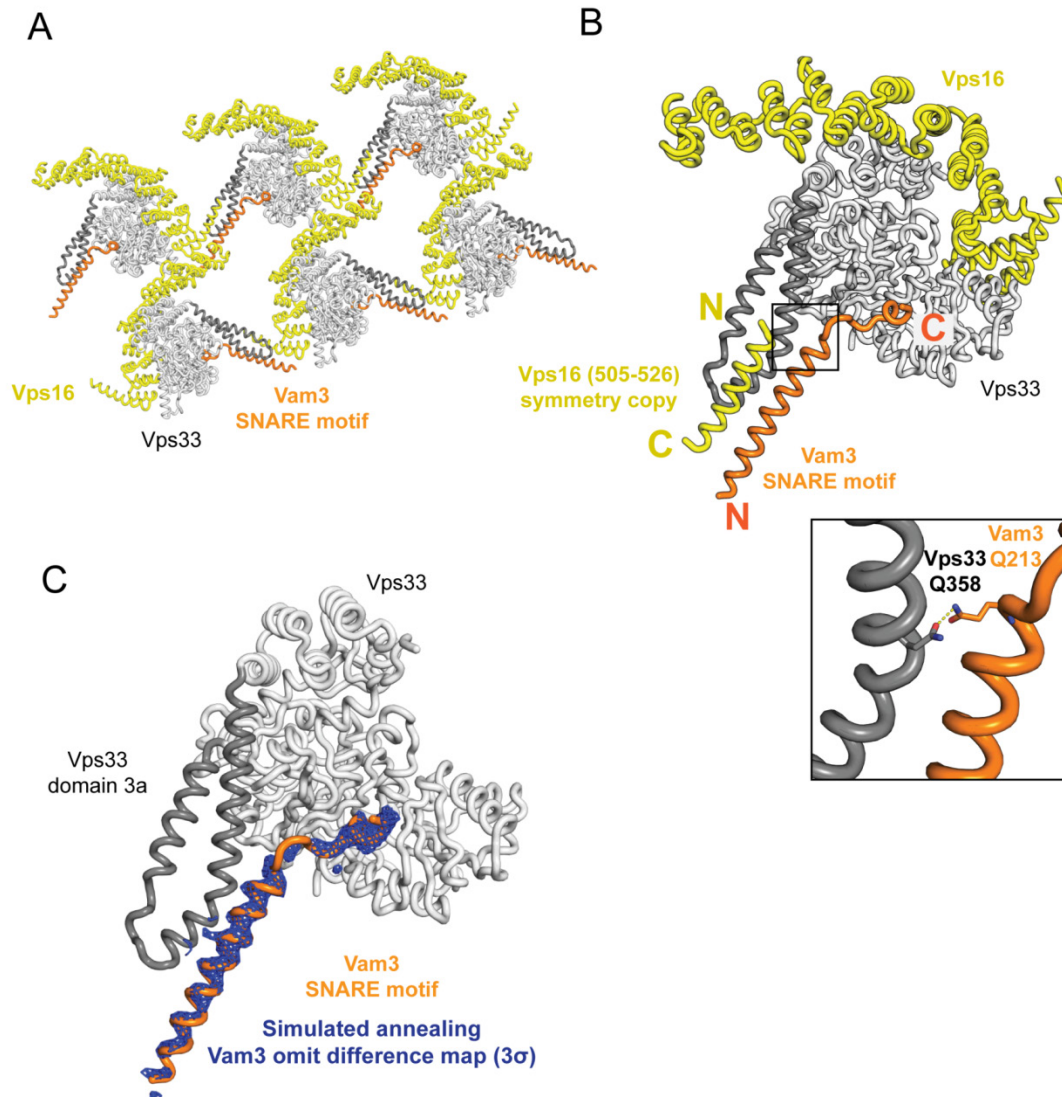 A
Vps16
Vam3
SNARE motif
Vps33
B
Vps16
N
C
Vps16 (505-526)
symmetry copy
Vps33
C
Vam3
SNARE motif
N
Vam3
Vps33 Q213
Q358
C
Vps33
Vps33
domain 3a
Vam3
SNARE motif
Simulated annealing
Vam3 omit difference map (3σ)